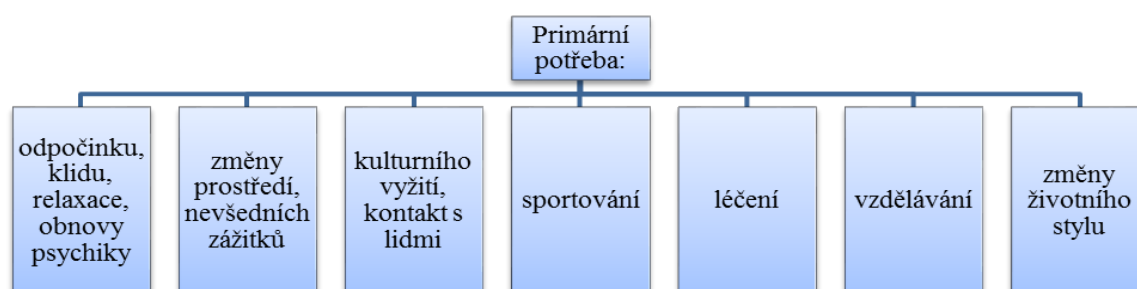 Primární
potřeba:
odpočinku,
klidu,
relaxace,
obnovy
psychiky
změny
prostředí,
nevšedních
zážitků
kulturního
vyžití,
kontakt s
lidmi
sportování
léčení
vzdělávání
změny
životního
stylu